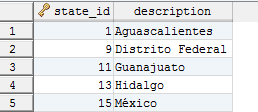 state_id description
1 1 Aguascalientes
2 9 Distrito Federal
3 11 Guanajuato
4 13 Hidalgo
5 15 México